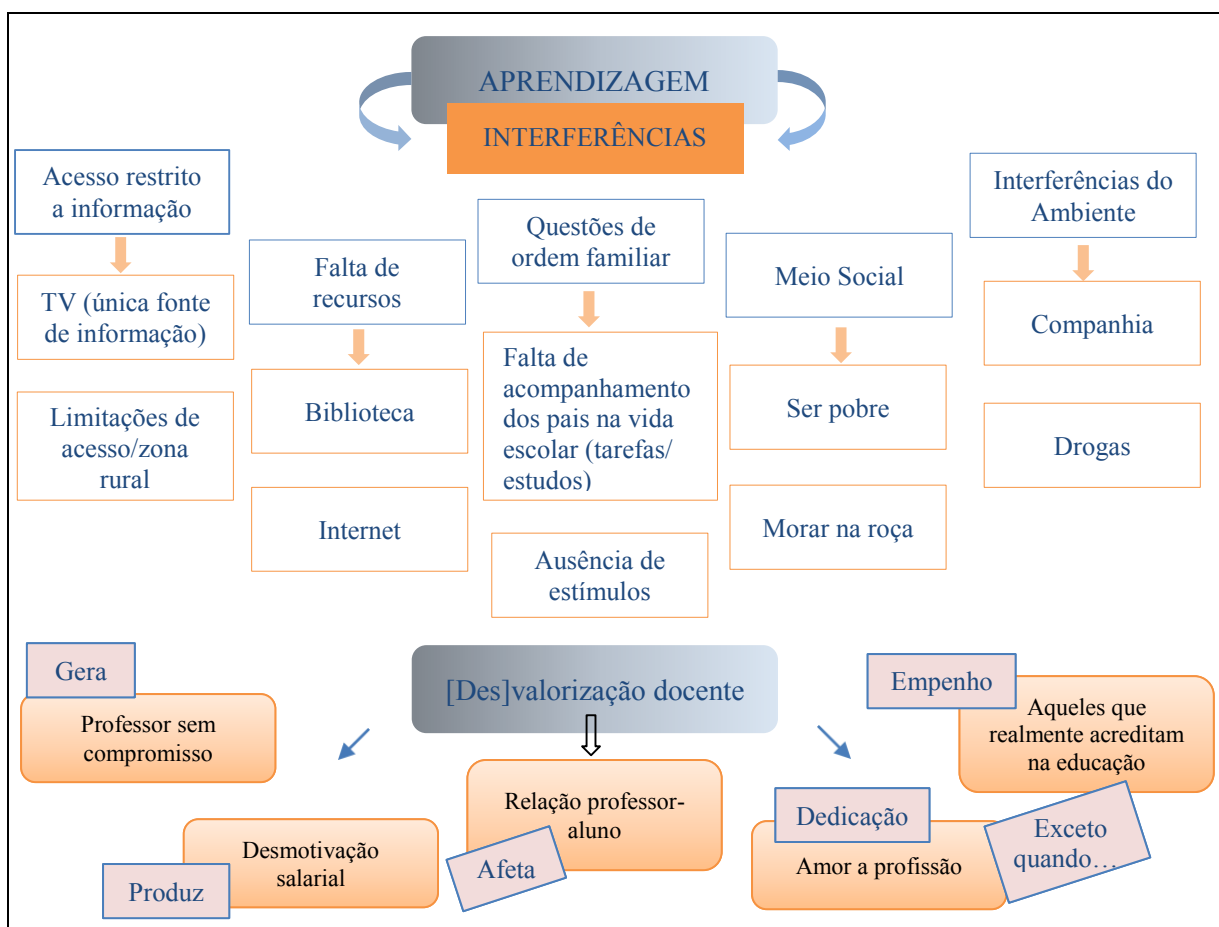 APRENDIZAGEM
INTERFERÊNCIAS
Acesso restrito
a informação
TV (única fonte
de informação)
Limitações de
acesso/zona
rural
Falta de
recursos
Biblioteca
Internet
Questões de
ordem familiar
Falta de
acompanhamento
dos pais na vida
escolar (tarefas/
estudos)
Ausência de
estímulos
Meio Social
Ser pobre
Morar na roça
Interferências do
Ambiente
Companhia
Drogas
[Des]valorização docente
Gera
Professor sem
compromisso
Produz
Desmotivação
salarial
Afeta
Relação professor-
aluno
Dedicação
Amor a profissão
Exceto
quando…
Empenho
Aqueles que
realmente acreditam
na educação